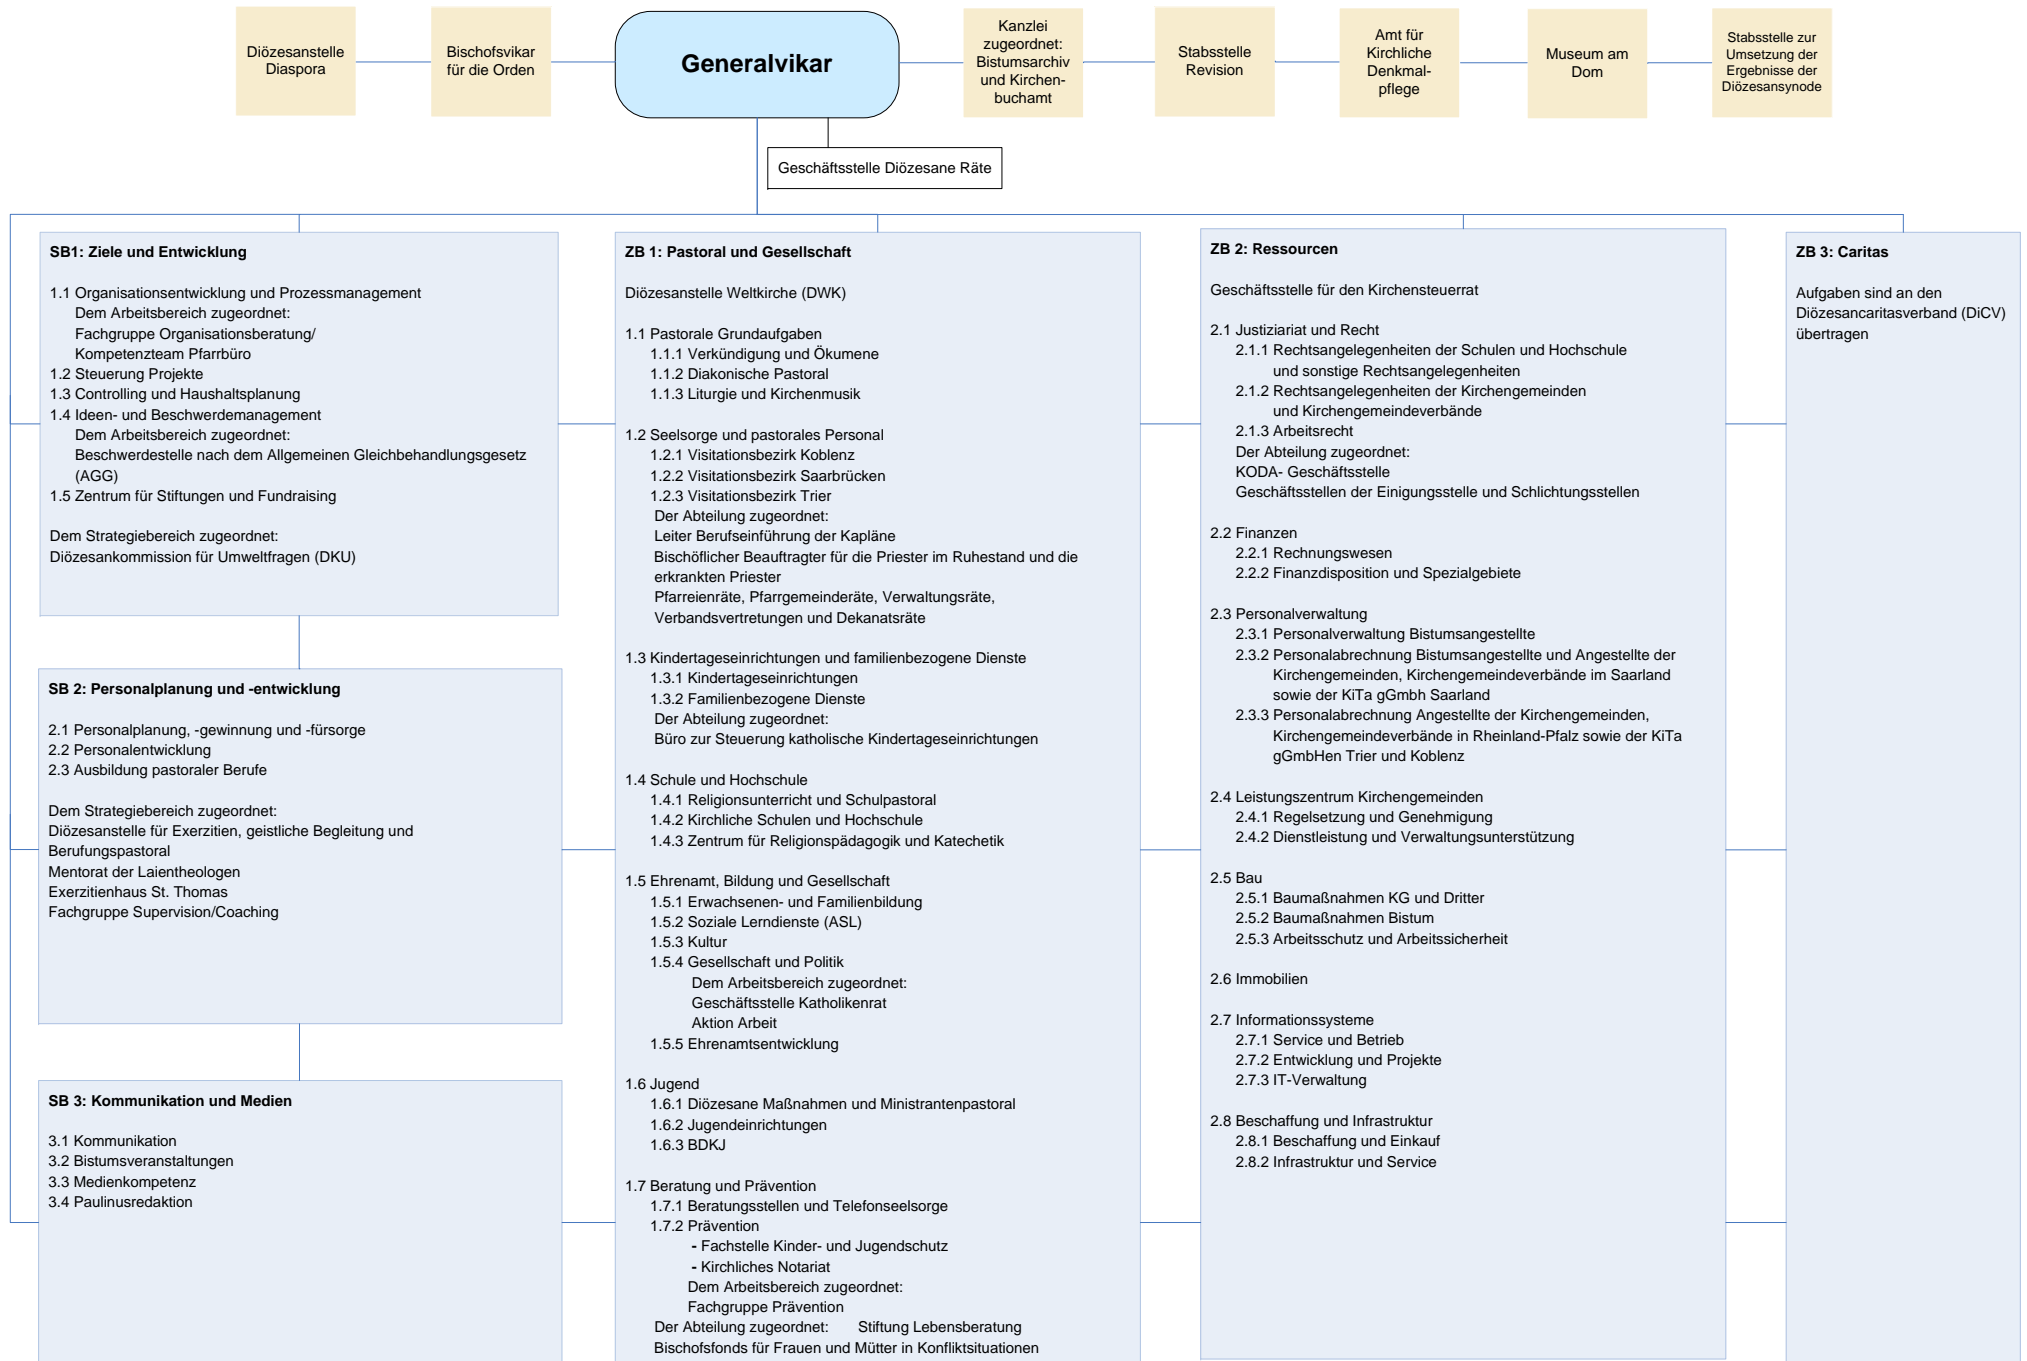 Diözesanstelle
Diaspora
Bischofsvikar
für die Orden
Generalvikar
Kanzlei
zugeordnet:
Bistumsarchiv
und Kirchen-
buchamt
Stabsstelle
Revision
Amt für
Kirchliche
Denkmal-
pflege
Museum am
Dom
Stabsstelle zur
Umsetzung der
Ergebnisse der
Diözesansynode
Geschäftsstelle Diözesane Räte
SB1: Ziele und Entwicklung
1.1 Organisationsentwicklung und Prozessmanagement
Dem Arbeitsbereich zugeordnet:
Fachgruppe Organisationsberatung/
Kompetenzteam Pfarrbüro
1.2 Steuerung Projekte
1.3 Controlling und Haushaltsplanung
1.4 Ideen- und Beschwerdemanagement
Dem Arbeitsbereich zugeordnet:
Beschwerdestelle nach dem Allgemeinen Gleichbehandlungsgesetz
(AGG)
1.5 Zentrum für Stiftungen und Fundraising
Dem Strategiebereich zugeordnet:
Diözesankommission für Umweltfragen (DKU)
SB 2: Personalplanung und -entwicklung
2.1 Personalplanung, -gewinnung und -fürsorge
2.2 Personalentwicklung
2.3 Ausbildung pastoraler Berufe
Dem Strategiebereich zugeordnet:
Diözesanstelle für Exerzitien, geistliche Begleitung und
Berufungspastoral
Mentorat der Laientheologen
Exerzitienhaus St. Thomas
Fachgruppe Supervision/Coaching
SB 3: Kommunikation und Medien
3.1 Kommunikation
3.2 Bistumsveranstaltungen
3.3 Medienkompetenz
3.4 Paulinusredaktion
ZB 1: Pastoral und Gesellschaft
Diözesanstelle Weltkirche (DWK)
1.1 Pastorale Grundaufgaben
1.1.1 Verkündigung und Ökumene
1.1.2 Diakonische Pastoral
1.1.3 Liturgie und Kirchenmusik
1.2 Seelsorge und pastorales Personal
1.2.1 Visitationsbezirk Koblenz
1.2.2 Visitationsbezirk Saarbrücken
1.2.3 Visitationsbezirk Trier
Der Abteilung zugeordnet:
Leiter Berufseinführung der Kapläne
Bischöflicher Beauftragter für die Priester im Ruhestand und die
erkrankten Priester
Pfarreienräte, Pfarrgemeinderäte, Verwaltungsräte,
Verbandsvertretungen und Dekanatsräte
1.3 Kindertageseinrichtungen und familienbezogene Dienste
1.3.1 Kindertageseinrichtungen
1.3.2 Familienbezogene Dienste
Der Abteilung zugeordnet:
Büro zur Steuerung katholische Kindertageseinrichtungen
1.4 Schule und Hochschule
1.4.1 Religionsunterricht und Schulpastoral
1.4.2 Kirchliche Schulen und Hochschule
1.4.3 Zentrum für Religionspädagogik und Katechetik
1.5 Ehrenamt, Bildung und Gesellschaft
1.5.1 Erwachsenen- und Familienbildung
1.5.2 Soziale Lerndienste (ASL)
1.5.3 Kultur
1.5.4 Gesellschaft und Politik
Dem Arbeitsbereich zugeordnet:
Geschäftsstelle Katholikenrat
Aktion Arbeit
1.5.5 Ehrenamtsentwicklung
1.6 Jugend
1.6.1 Diözesane Maßnahmen und Ministrantenpastoral
1.6.2 Jugendeinrichtungen
1.6.3 BDKJ
1.7 Beratung und Prävention
1.7.1 Beratungsstellen und Telefonseelsorge
1.7.2 Prävention
- Fachstelle Kinder- und Jugendschutz
- Kirchliches Notariat
Dem Arbeitsbereich zugeordnet:
Fachgruppe Prävention
Der Abteilung zugeordnet: Stiftung Lebensberatung
Bischofsfonds für Frauen und Mütter in Konfliktsituationen
ZB 2: Ressourcen
Geschäftsstelle für den Kirchensteuerrat
2.1 Justiziariat und Recht
2.1.1 Rechtsangelegenheiten der Schulen und Hochschule
und sonstige Rechtsangelegenheiten
2.1.2 Rechtsangelegenheiten der Kirchengemeinden
und Kirchengemeindeverbände
2.1.3 Arbeitsrecht
Der Abteilung zugeordnet:
KODA- Geschäftsstelle
Geschäftsstellen der Einigungsstelle und Schlichtungsstellen
2.2 Finanzen
2.2.1 Rechnungswesen
2.2.2 Finanzdisposition und Spezialgebiete
2.3 Personalverwaltung
2.3.1 Personalverwaltung Bistumsangestellte
2.3.2 Personalabrechnung Bistumsangestellte und Angestellte der
Kirchengemeinden, Kirchengemeindeverbände im Saarland
sowie der KiTa gGmbh Saarland
2.3.3 Personalabrechnung Angestellte der Kirchengemeinden,
Kirchengemeindeverbände in Rheinland-Pfalz sowie der KiTa
gGmbHen Trier und Koblenz
2.4 Leistungszentrum Kirchengemeinden
2.4.1 Regelsetzung und Genehmigung
2.4.2 Dienstleistung und Verwaltungsunterstützung
2.5 Bau
2.5.1 Baumaßnahmen KG und Dritter
2.5.2 Baumaßnahmen Bistum
2.5.3 Arbeitsschutz und Arbeitssicherheit
2.6 Immobilien
2.7 Informationssysteme
2.7.1 Service und Betrieb
2.7.2 Entwicklung und Projekte
2.7.3 IT-Verwaltung
2.8 Beschaffung und Infrastruktur
2.8.1 Beschaffung und Einkauf
2.8.2 Infrastruktur und Service
ZB 3: Caritas
Aufgaben sind an den
Diözesancaritasverband (DiCV)
übertragen